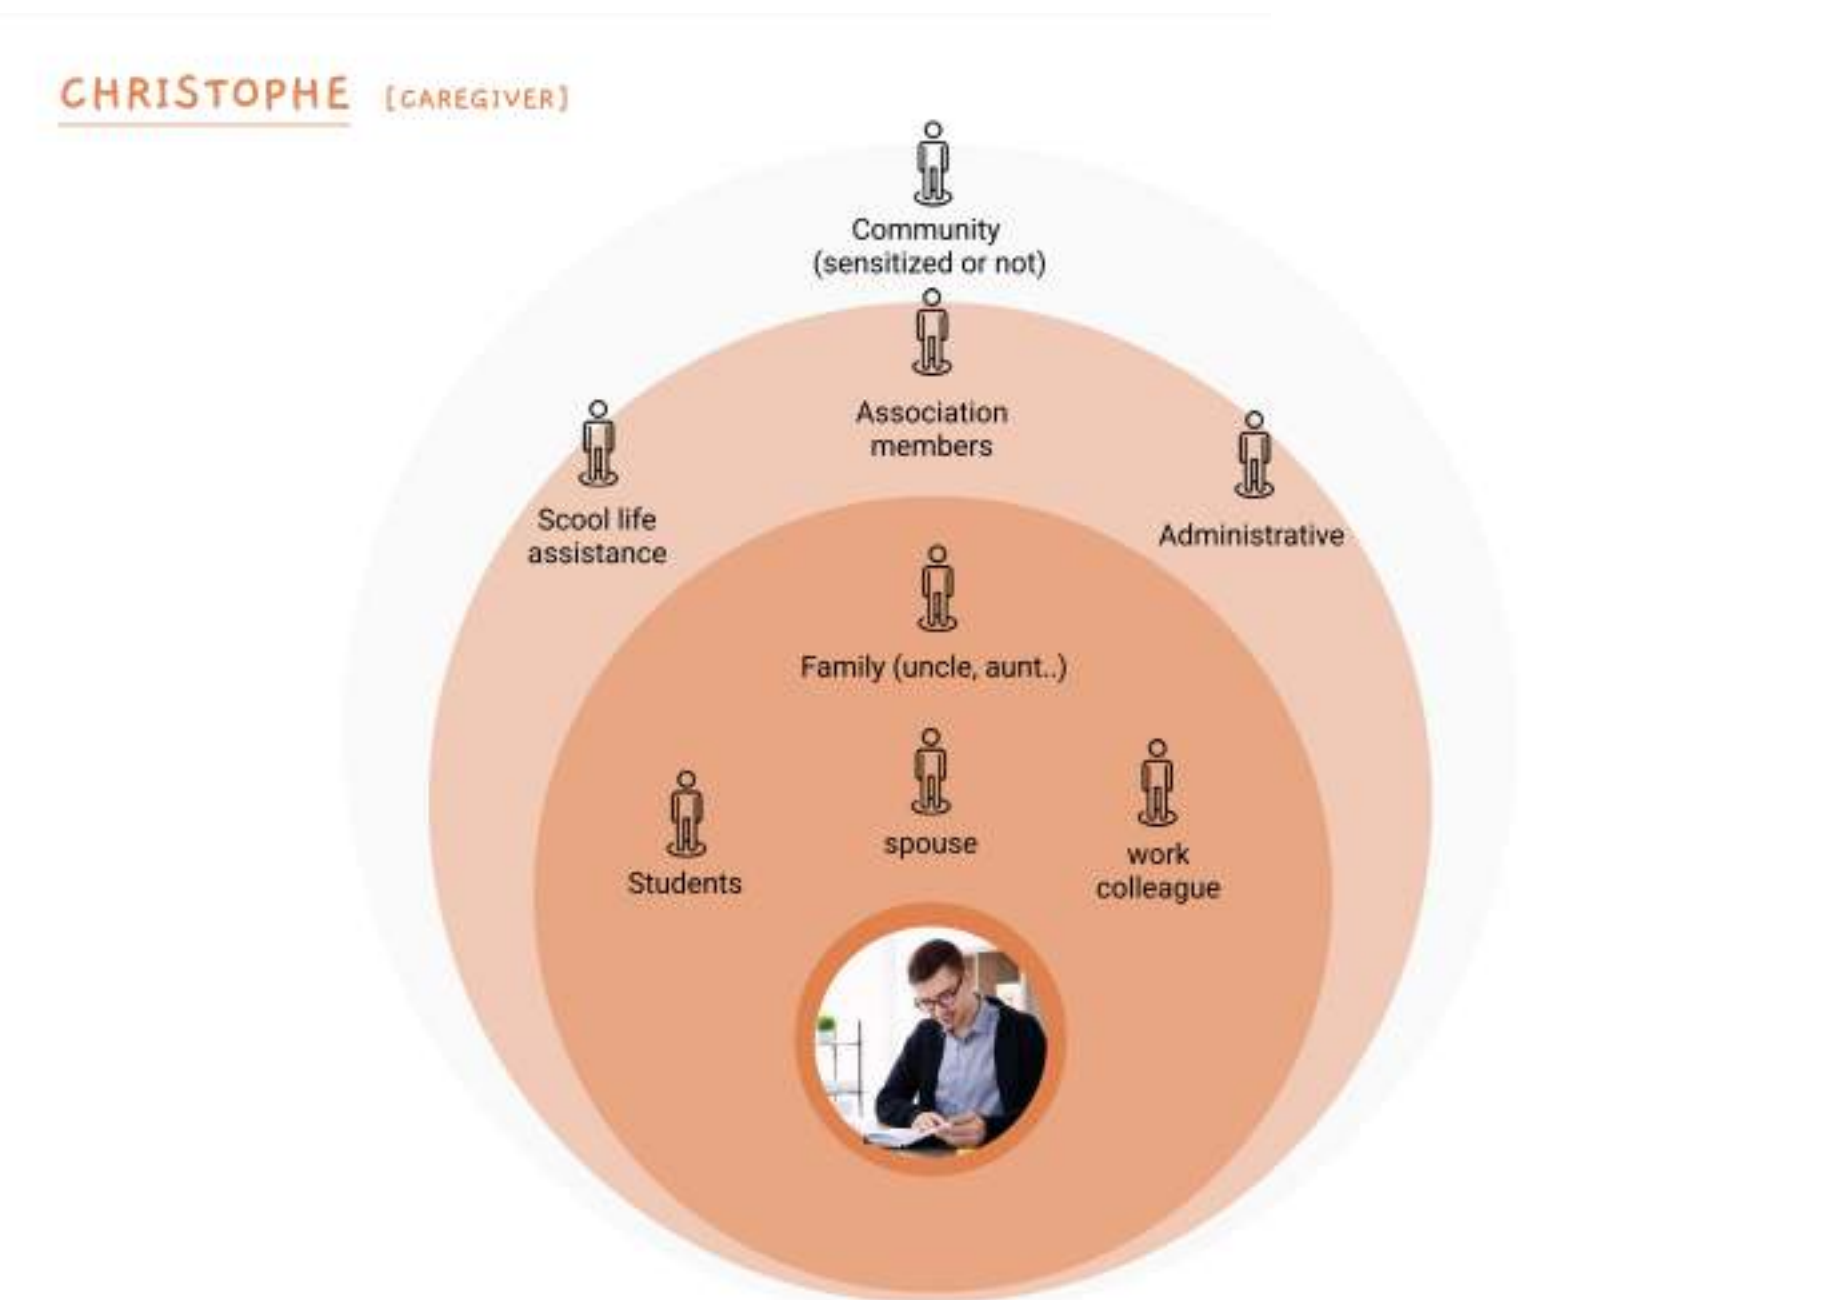 CHRISTOPHE [CAREGIVER]
Community
(sensitized or not)
Association
members
Scool life
assistance
Administrative
Family (uncle, aunt..)
spouse
Students
work
colleague